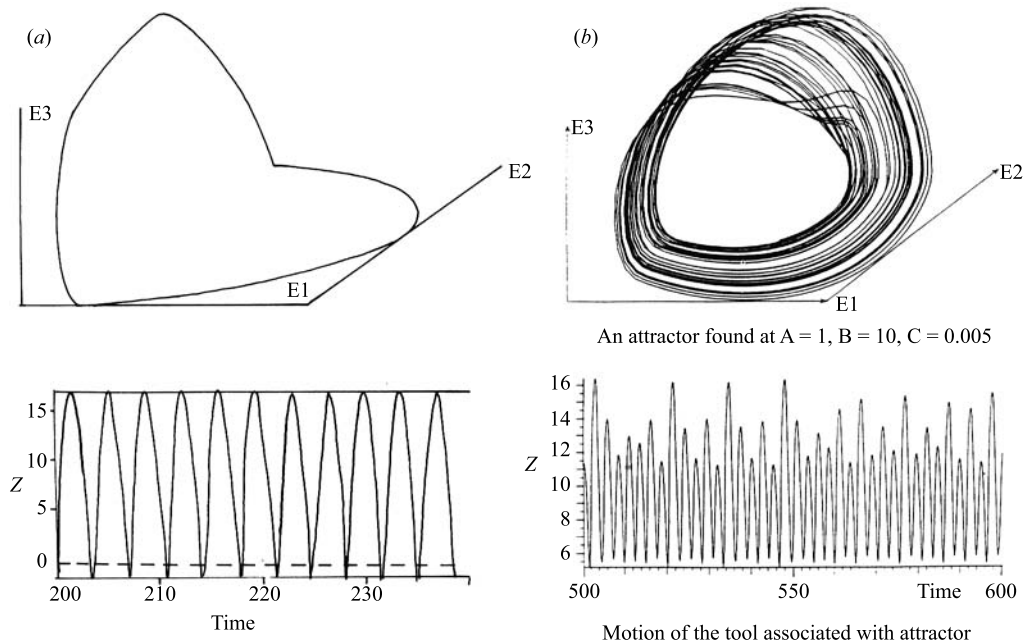 (a)
E3
E2
E1
(b)
E3
E2
E1
An attractor found at A = 1, B = 10, C = 0.005
15
10
Z
5
0
200 210 220 230
Time
16
14
12
Z
10
8
6
500 550 Time 600
Motion of the tool associated with attractor